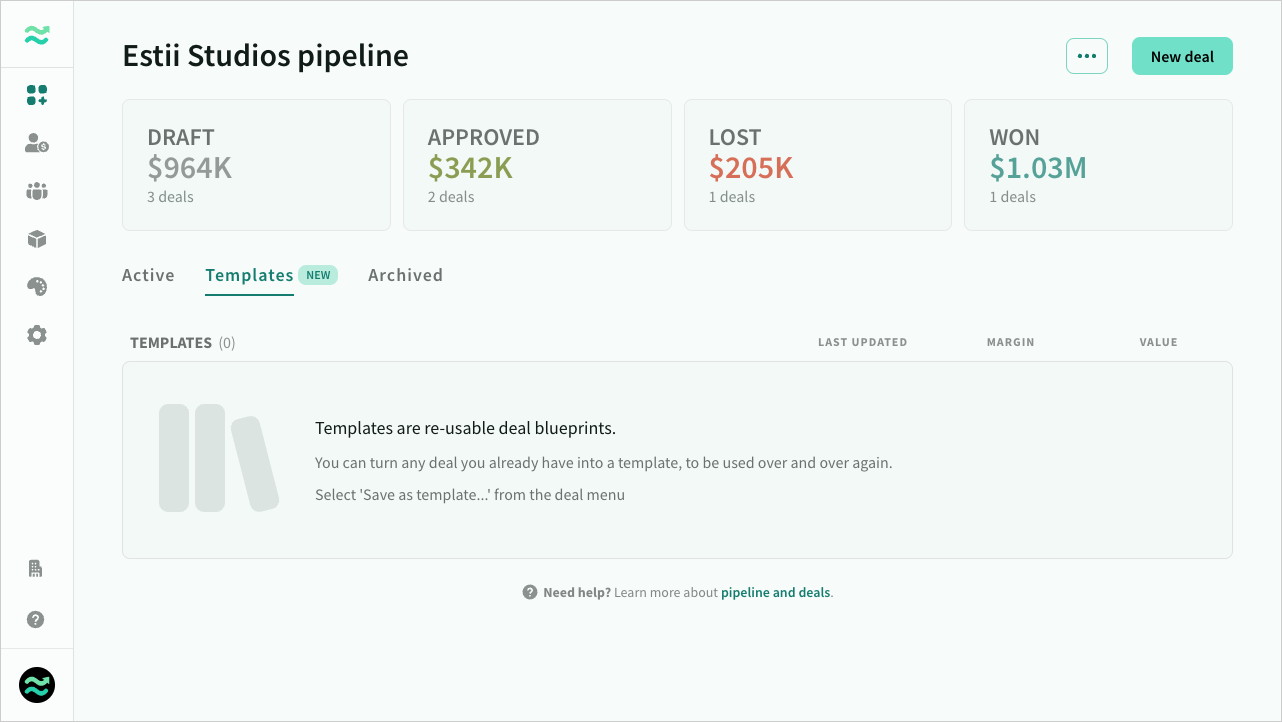 Estii Studios pipeline
New deal
DRAFT
$964K
3 deals
APPROVED
$342K
2 deals
LOST
$205K
1 deals
WON
$1.03M
1 deals
Active
Templates NEW
Archived
TEMPLATES (0)
LAST UPDATED
MARGIN
VALUE
Templates are re-usable deal blueprints.
You can turn any deal you already have into a template, to be used over and over again.
Select 'Save as template...' from the deal menu
Need help? Learn more about pipeline and deals.